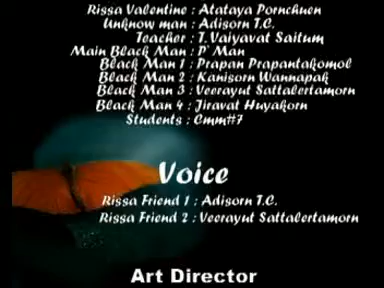 Rissa Valentine : Atataya Pornchuen
Unknow man : Adisorn T.C.
Teacher : T. Vaiyavat Saitum
Main Black Man : P' Man
Black Man 1 : Prapan Prapantakomol
Black Man 2 : Kanisorn Wannapak
Black Man 3 : Veerayut Sattalertamorn
Black Man 4 : Jiravat Huyakorn
Students : Cmm#7
Voice
Rissa Friend 1 : Adisorn T.C.
Rissa Friend 2 : Veerayut Sattalertamorn
Art Director